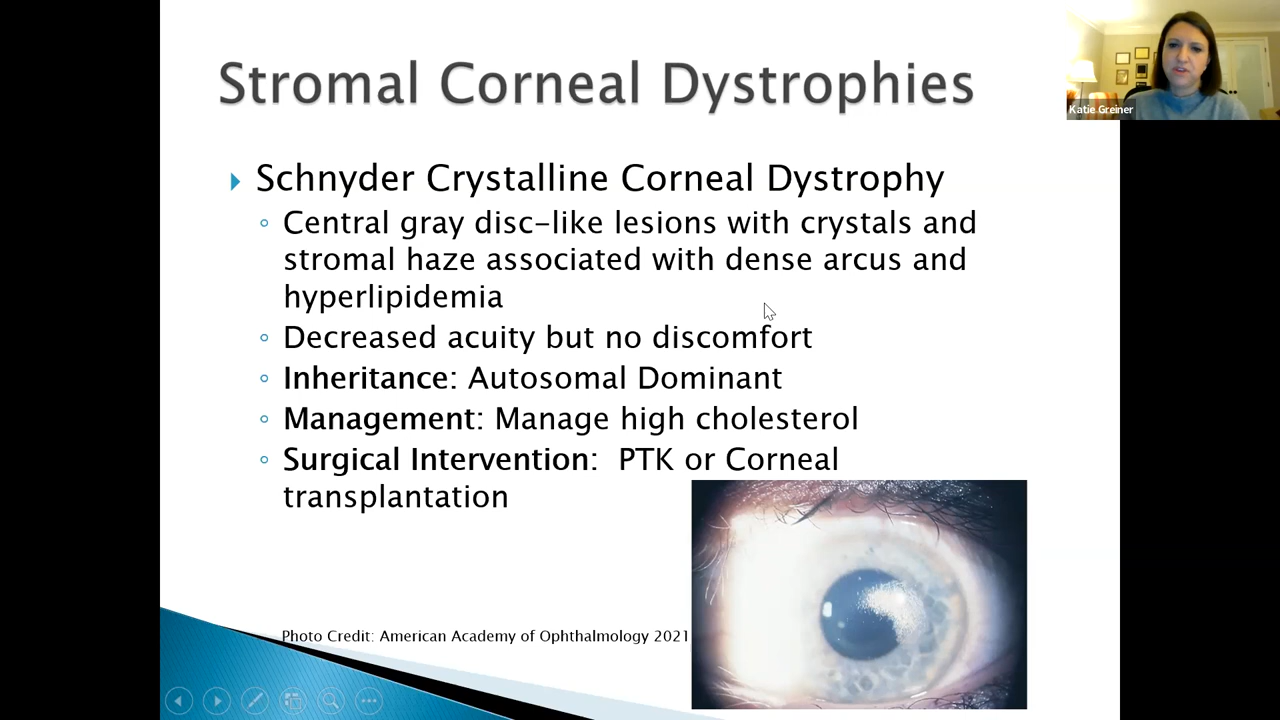 Stromal Corneal Dystrophies
Katie Greiner
Schnyder Crystalline Corneal Dystrophy
Central gray disc-like lesions with crystals and
stromal haze associated with dense arcus and
hyperlipidemia
Decreased acuity but no discomfort
Inheritance: Autosomal Dominant
Management: Manage high cholesterol
Surgical Intervention: PTK or Corneal
transplantation
Photo Credit: American Academy of Ophthalmology 2021